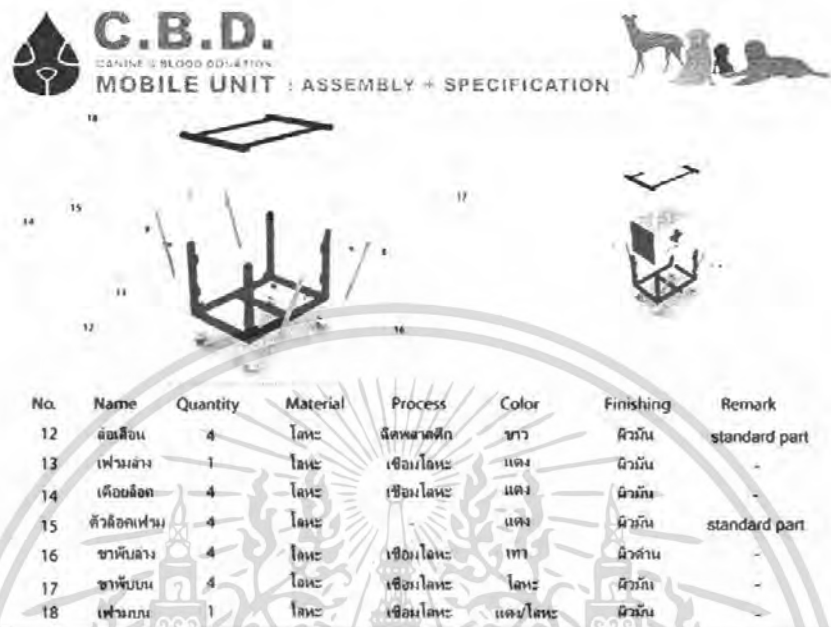 C.B.D.
CANINE'S BLOOD DONATION
MOBILE UNIT : ASSEMBLY + SPECIFICATION
18
17
14
15
13
12
16
No. Name Quantity Material Process Color Finishing Remark
12 ล้อเลื่อน 4 โลหะ ฉีดพลาสติก ขาว ผิวมัน standard part
13 เฟรมล่าง 1 โลหะ เชื่อมโลหะ แดง ผิวมัน -
14 เดือยล็อค 4 โลหะ เชื่อมโลหะ แดง ผิวมัน -
15 ตัวล็อคเฟรม 4 โลหะ - แดง ผิวมัน standard part
16 ขาพับล่าง 4 โลหะ เชื่อมโลหะ เทา ผิวด้าน -
17 ขาพับบน 4 โลหะ เชื่อมโลหะ โลหะ ผิวมัน -
18 เฟรมบน 1 โลหะ เชื่อมโลหะ แดง/โลหะ ผิวมัน -